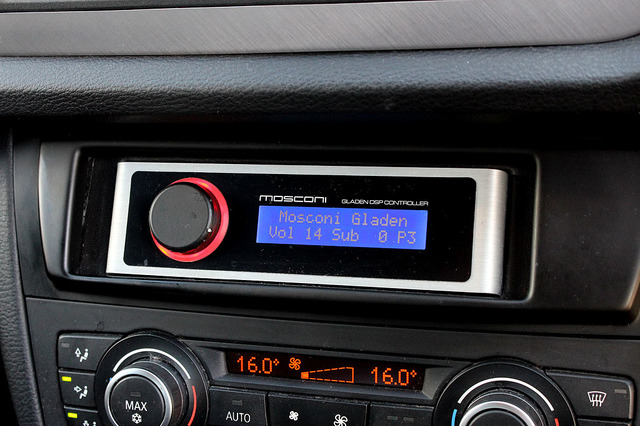 mosconi GLADEN DSP CONTROLLER
Mosconi Gladen
Vol 14 Sub 0 P3
16.0° 16.0°
MAX
AUTO